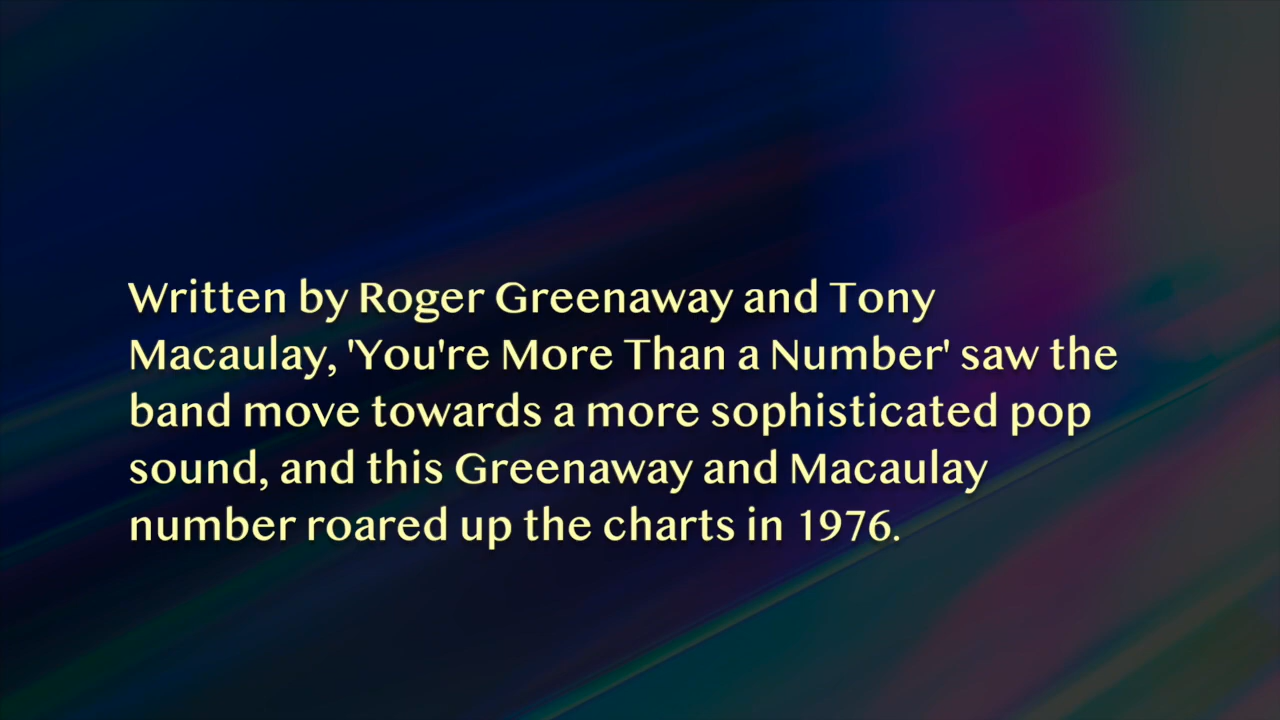 Written by Roger Greenaway and Tony
Macaulay, 'You're More Than a Number' saw the
band move towards a more sophisticated pop
sound, and this Greenaway and Macaulay
number roared up the charts in 1976.